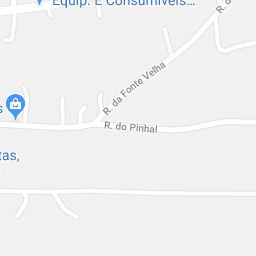 Equip. E Consumíveis...
R. d
R. da Fonte Velha
s
R. do Pinhal
tas,